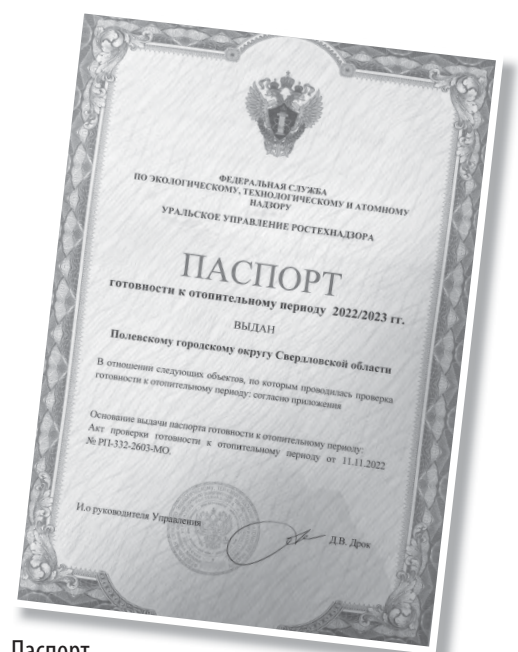 ФЕДЕРАЛЬНАЯ СЛУЖБА
ПО ЭКОЛОГИЧЕСКОМУ, ТЕХНОЛОГИЧЕСКОМУ И АТОМНОМУ
НАДЗОРУ
УРАЛЬСКОЕ УПРАВЛЕНИЕ РОСТЕХНАДЗОРА
ПАСПОРТ
готовности к отопительному периоду 2022/2023 гг.
ВЫДАН
Полевскому городскому округу Свердловской области
В отношении следующих объектов, по которым проводилась проверка
готовности к отопительному периоду: согласно приложения
Основание выдачи паспорта готовности к отопительному периоду:
Акт проверки готовности к отопительному периоду от 11.11.2022
№ РП-332-2603-МО.
И.о руководителя Управления
Д.В. Дрок
Паспорт